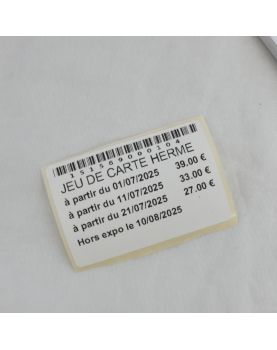 151569000104
JEU DE CARTE HERME
à partir du 01/07/2025 39.00 €
à partir du 11/07/2025 33.00 €
à partir du 21/07/2025 27.00 €
Hors expo le 10/08/2025